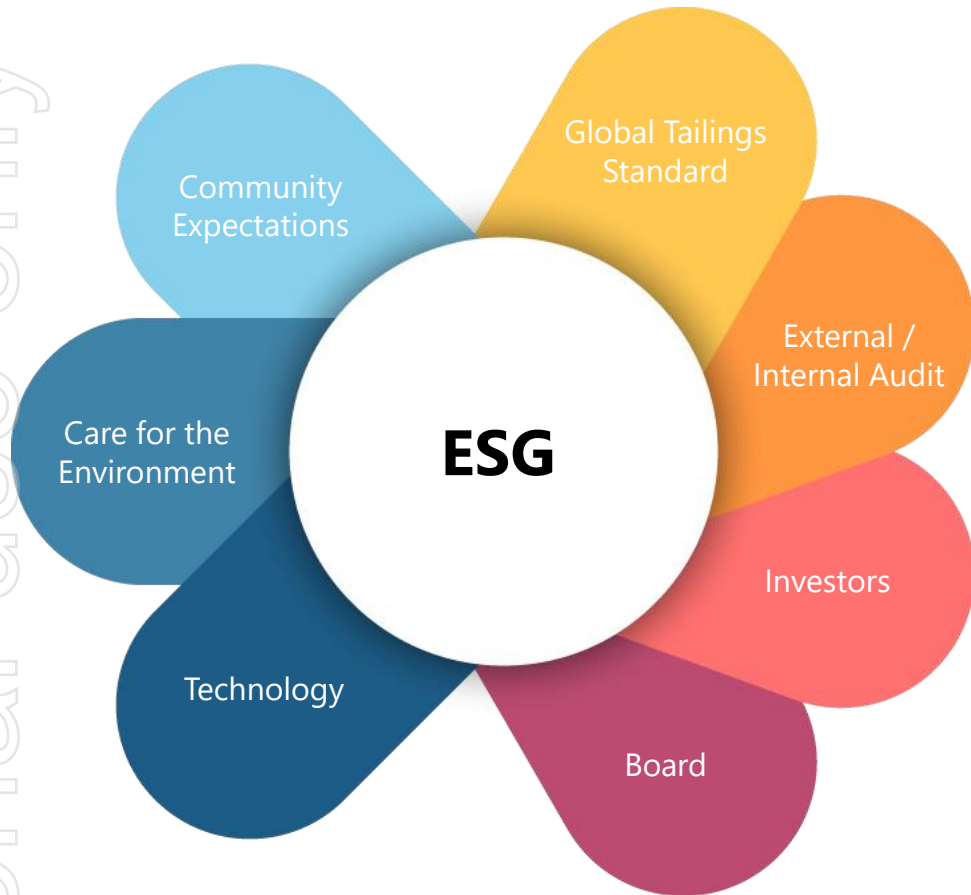 Global Tailings
Standard
External /
Internal Audit
Investors
Board
Technology
Care for the
Environment
Community
Expectations
ESG